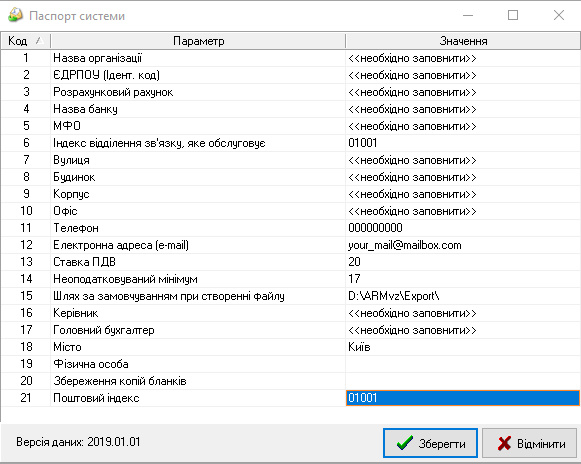 Паспорт системи
Код Параметр Значення
1 Назва організації <<необхідно заповнити>>
2 ЄДРПОУ (Ідент. код) <<необхідно заповнити>>
3 Розрахунковий рахунок <<необхідно заповнити>>
4 Назва банку <<необхідно заповнити>>
5 МФО <<необхідно заповнити>>
6 Індекс відділення зв'язку, яке обслуговує 01001
7 Вулиця <<необхідно заповнити>>
8 Будинок <<необхідно заповнити>>
9 Корпус <<необхідно заповнити>>
10 Офіс <<необхідно заповнити>>
11 Телефон 000000000
12 Електронна адреса (e-mail) your_mail@mailbox.com
13 Ставка ПДВ 20
14 Неоподатковуваний мінімум 17
15 Шлях за замовчуванням при створенні файлу D:\ARMvz\Export\
16 Керівник <<необхідно заповнити>>
17 Головний бухгалтер <<необхідно заповнити>>
18 Місто Київ
19 Фізична особа
20 Збереження копій бланків
21 Поштовий індекс 01001
Версія даних: 2019.01.01 Зберегти Відмінити